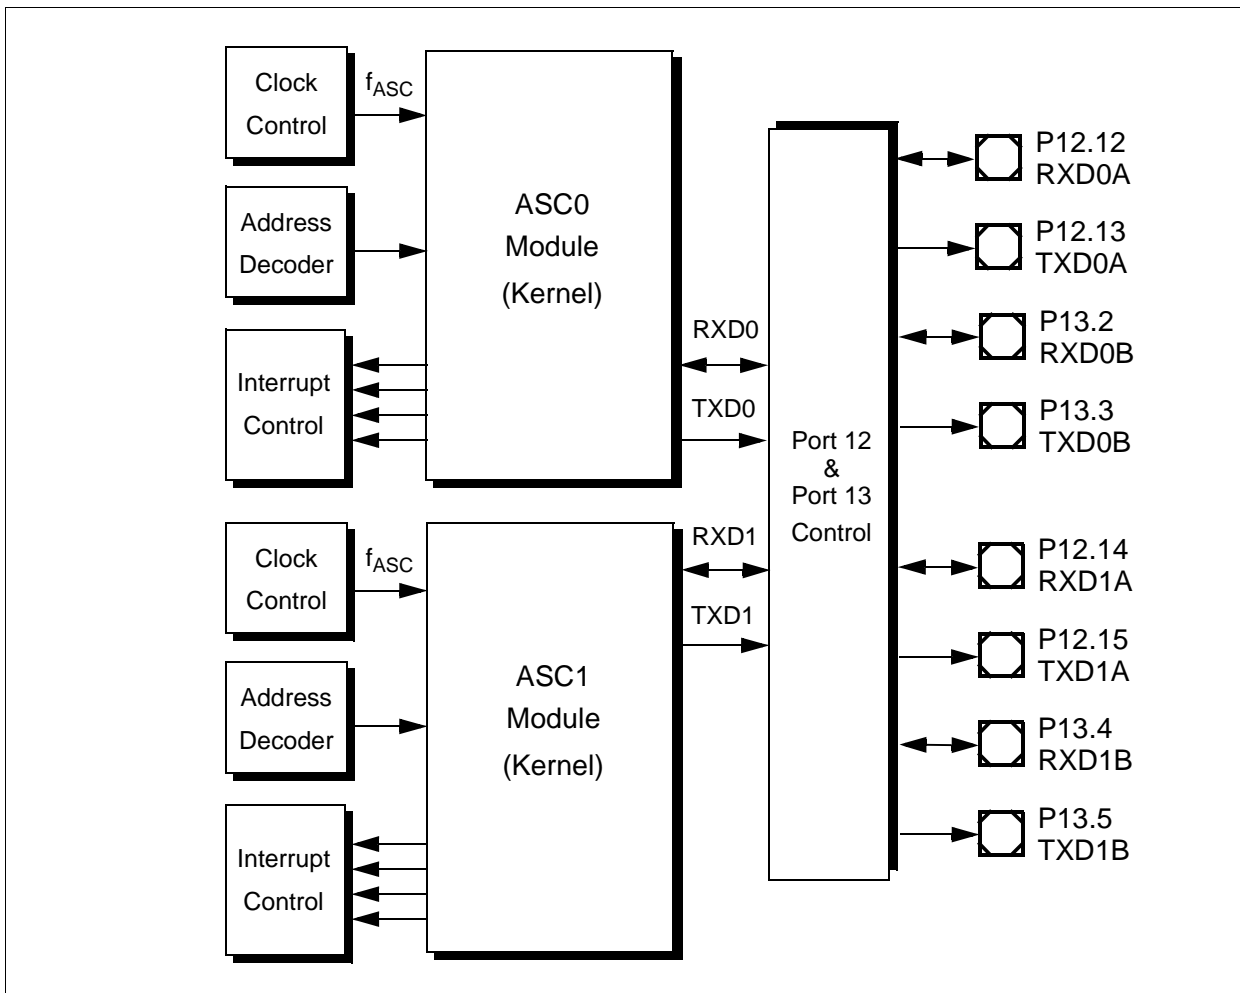 Clock
Control
fASC
Address
Decoder
Interrupt
Control
ASC0
Module
(Kernel)
RXD0
TXD0
Clock
Control
fASC
Address
Decoder
Interrupt
Control
ASC1
Module
(Kernel)
RXD1
TXD1
Port 12
&
Port 13
Control
P12.12
RXD0A
P12.13
TXD0A
P13.2
RXD0B
P13.3
TXD0B
P12.14
RXD1A
P12.15
TXD1A
P13.4
RXD1B
P13.5
TXD1B